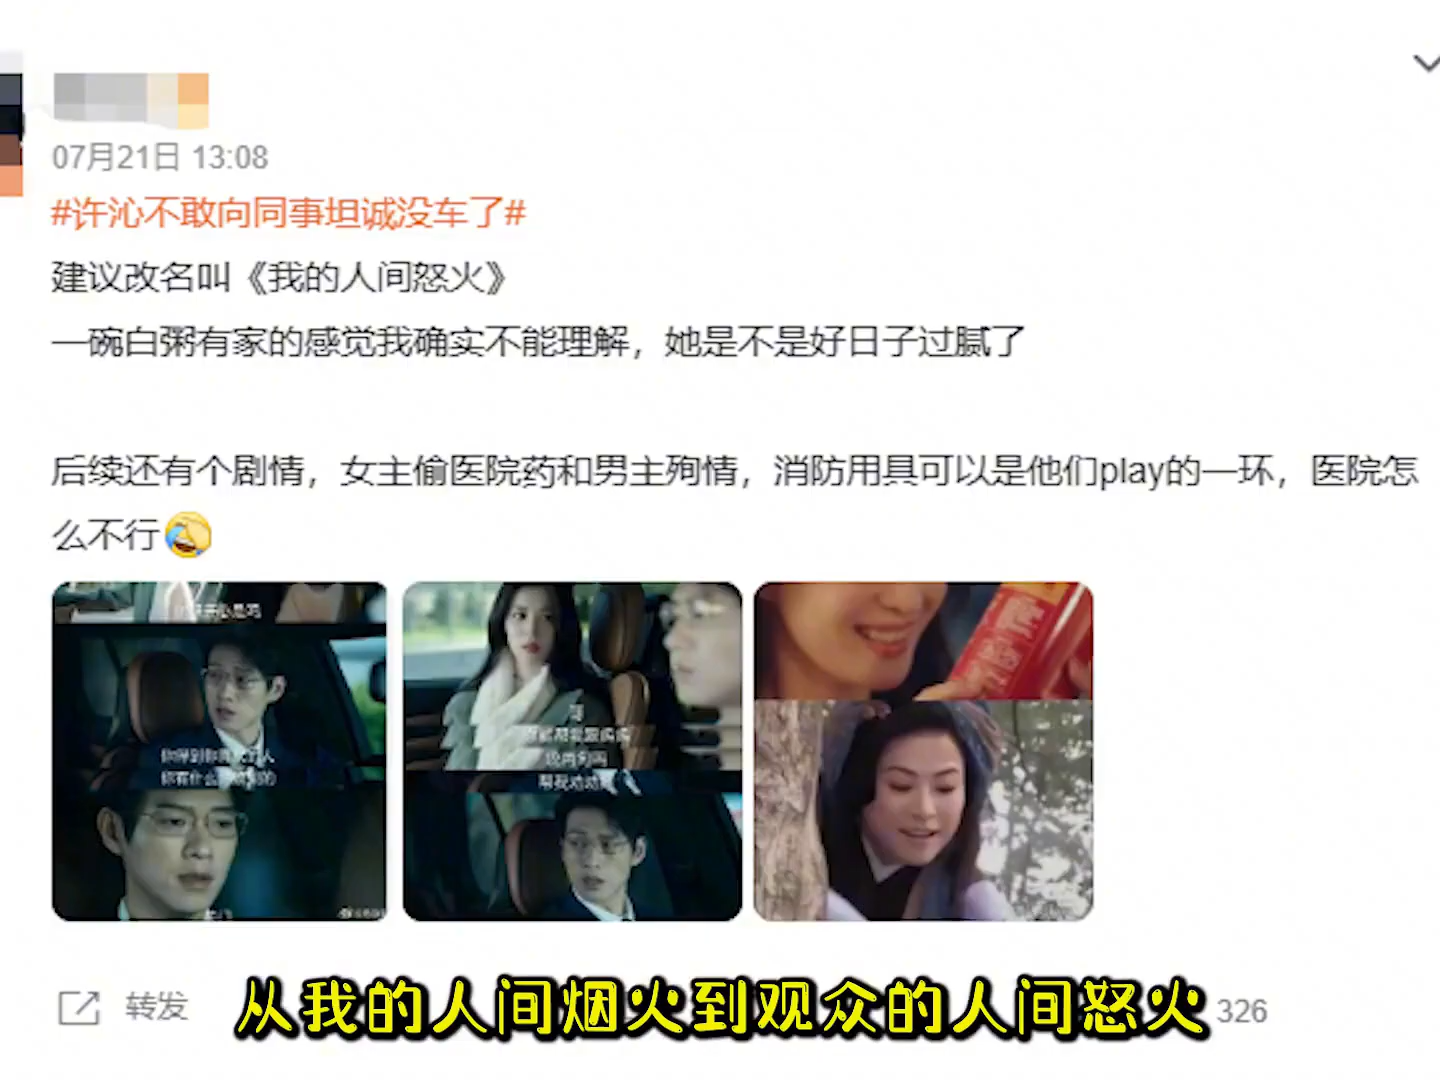 07月21日 13:08
#许沁不敢向同事坦诚没车了#
建议改名叫《我的人间怒火》
一碗白粥有家的感觉我确实不能理解，她是不是好日子过腻了
后续还有个剧情，女主偷医院药和男主殉情，消防用具可以是他们play的一环，医院怎
么不行
转发
从我的人间烟火到观众的人间怒火
326